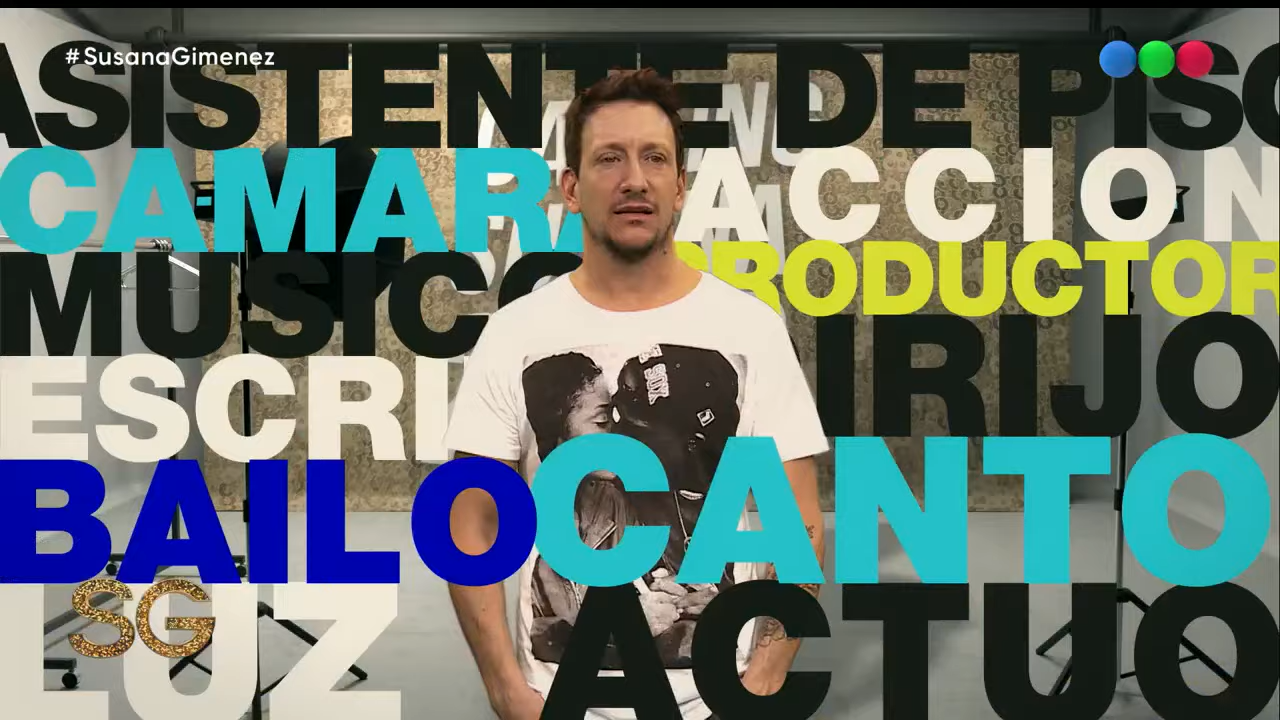 #SusanaGimenez
ASISTENTE DE PISO
CAMARA ACCION
MUSICO PRODUCTOR
ESCRI DIRIJO
BAILO CANTO
SG
LUZ ACTUO